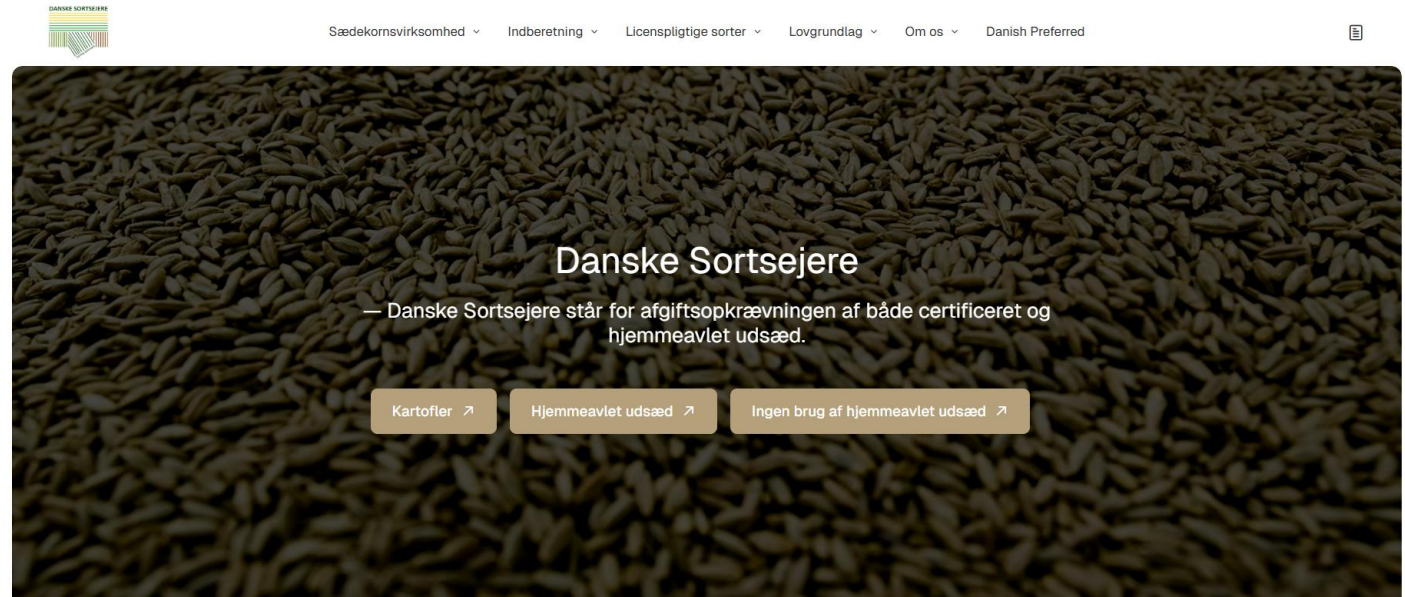 DANSKE SORTSEJERE
Sædekornsvirksomhed
Indberetning
Licenspligtige sorter
Lovgrundlag
Om os
Danish Preferred
Danske Sortsejere
— Danske Sortsejere står for afgiftsopkrævningen af både certificeret og
hjemmeavlet udsæd.
Kartofler
Hjemmeavlet udsæd
Ingen brug af hjemmeavlet udsæd